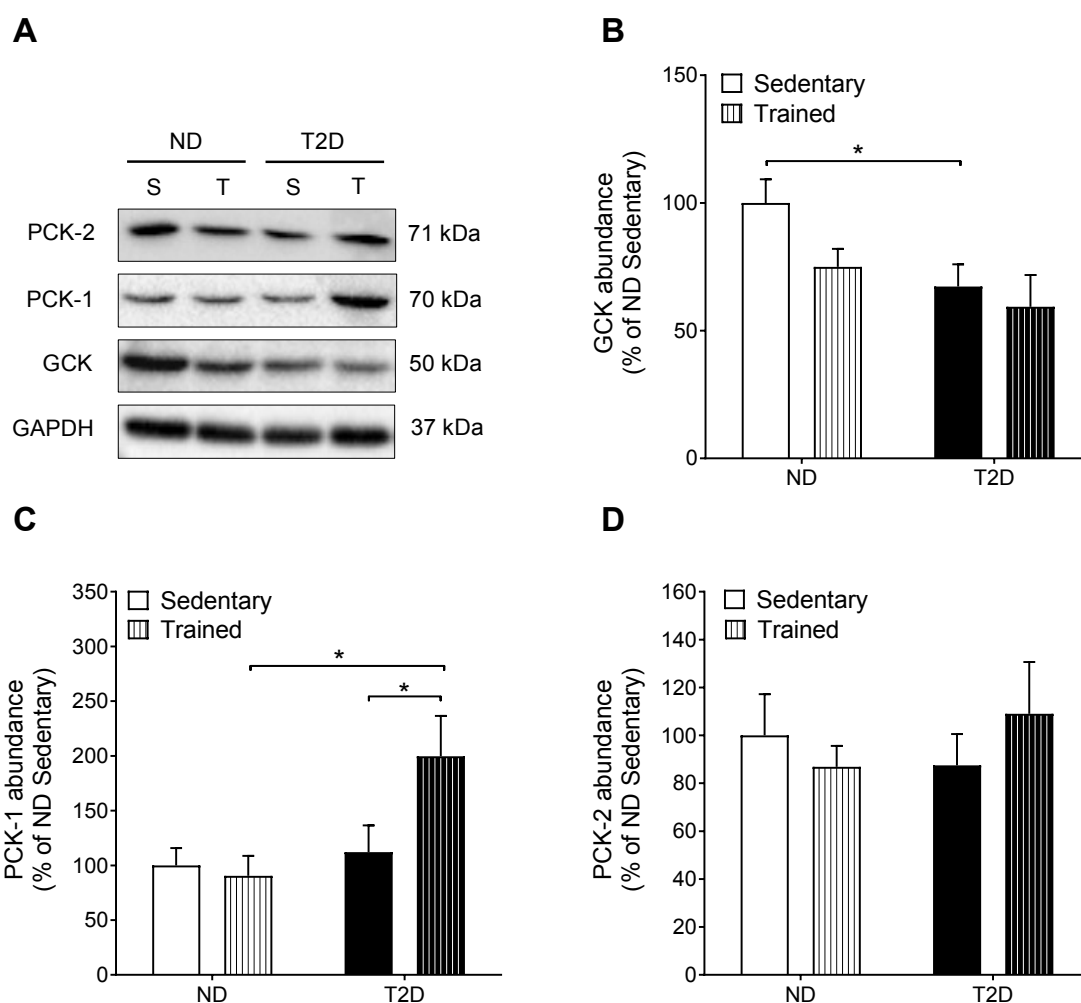 A
ND T2D
S T S T
PCK-2 71 kDa
PCK-1 70 kDa
GCK 50 kDa
GAPDH 37 kDa
B
GCK abundance
(% of ND Sedentary)
150
100
50
0
Sedentary
Trained
*
ND T2D
C
PCK-1 abundance
(% of ND Sedentary)
350
300
250
200
150
100
50
0
Sedentary
Trained
*
*
ND T2D
D
PCK-2 abundance
(% of ND Sedentary)
160
140
120
100
80
60
40
20
0
Sedentary
Trained
ND T2D